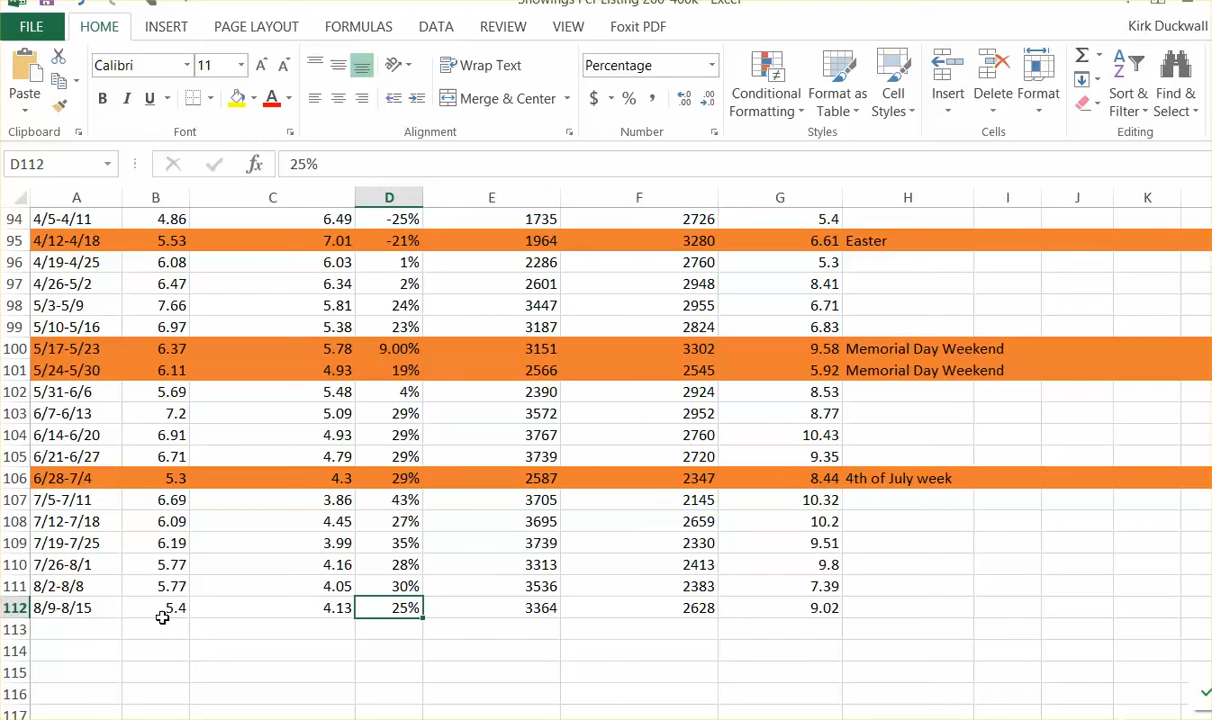 Showings Per Listing 200-400k - Excel
FILE HOME INSERT PAGE LAYOUT FORMULAS DATA REVIEW VIEW Foxit PDF Kirk Duckwall
Calibri 11 Wrap Text Percentage
Paste B I U A Merge & Center $ % , Conditional Formatting Format as Table Cell Styles Insert Delete Format Sort & Filter Find & Select
Clipboard Font Alignment Number Styles Cells Editing
D112 fx 25%
A B C D E F G H I J K
94 4/5-4/11 4.86 6.49 -25% 1735 2726 5.4
95 4/12-4/18 5.53 7.01 -21% 1964 3280 6.61 Easter
96 4/19-4/25 6.08 6.03 1% 2286 2760 5.3
97 4/26-5/2 6.47 6.34 2% 2601 2948 8.41
98 5/3-5/9 7.66 5.81 24% 3447 2955 6.71
99 5/10-5/16 6.97 5.38 23% 3187 2824 6.83
100 5/17-5/23 6.37 5.78 9.00% 3151 3302 9.58 Memorial Day Weekend
101 5/24-5/30 6.11 4.93 19% 2566 2545 5.92 Memorial Day Weekend
102 5/31-6/6 5.69 5.48 4% 2390 2924 8.53
103 6/7-6/13 7.2 5.09 29% 3572 2952 8.77
104 6/14-6/20 6.91 4.93 29% 3767 2760 10.43
105 6/21-6/27 6.71 4.79 29% 3739 2720 9.35
106 6/28-7/4 5.3 4.3 29% 2587 2347 8.44 4th of July week
107 7/5-7/11 6.69 3.86 43% 3705 2145 10.32
108 7/12-7/18 6.09 4.45 27% 3695 2659 10.2
109 7/19-7/25 6.19 3.99 35% 3739 2330 9.51
110 7/26-8/1 5.77 4.16 28% 3313 2413 9.8
111 8/2-8/8 5.77 4.05 30% 3536 2383 7.39
112 8/9-8/15 5.4 4.13 25% 3364 2628 9.02
113
114
115
116
117